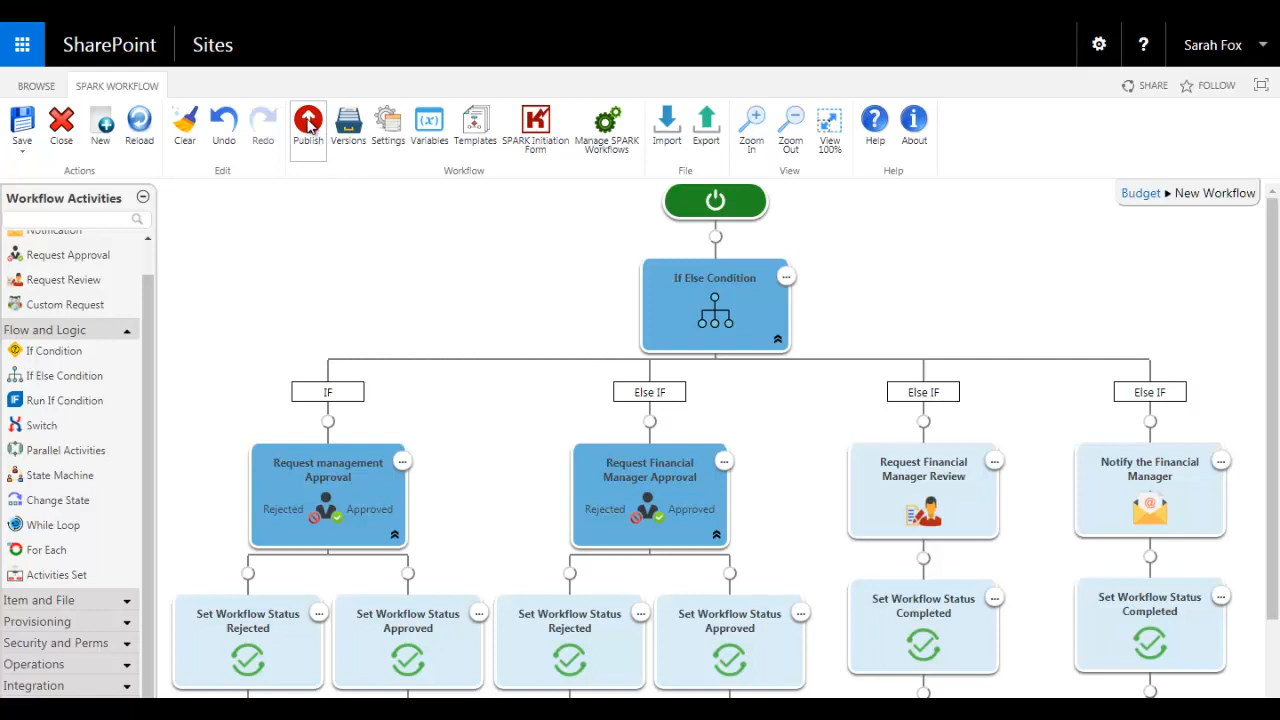 SharePoint
Sites
Sarah Fox
BROWSE
SPARK WORKFLOW
SHARE
FOLLOW
Save
Close
New
Reload
Clear
Undo
Redo
Publish
Versions
Settings
Variables
Templates
SPARK Initiation
Form
Manage SPARK
Workflows
Import
Export
Zoom
In
Zoom
Out
View
100%
Help
About
Actions
Edit
Workflow
File
View
Help
Workflow Activities
Notification
Request Approval
Request Review
Custom Request
Flow and Logic
If Condition
If Else Condition
Run If Condition
Switch
Parallel Activities
State Machine
Change State
While Loop
For Each
Activities Set
Item and File
Provisioning
Security and Perms
Operations
Integration
Budget ▸ New Workflow
If Else Condition
IF
Else IF
Else IF
Else IF
Request management
Approval
Rejected
Approved
Request Financial
Manager Approval
Rejected
Approved
Request Financial
Manager Review
Notify the Financial
Manager
Set Workflow Status
Rejected
Set Workflow Status
Approved
Set Workflow Status
Rejected
Set Workflow Status
Approved
Set Workflow Status
Completed
Set Workflow Status
Completed